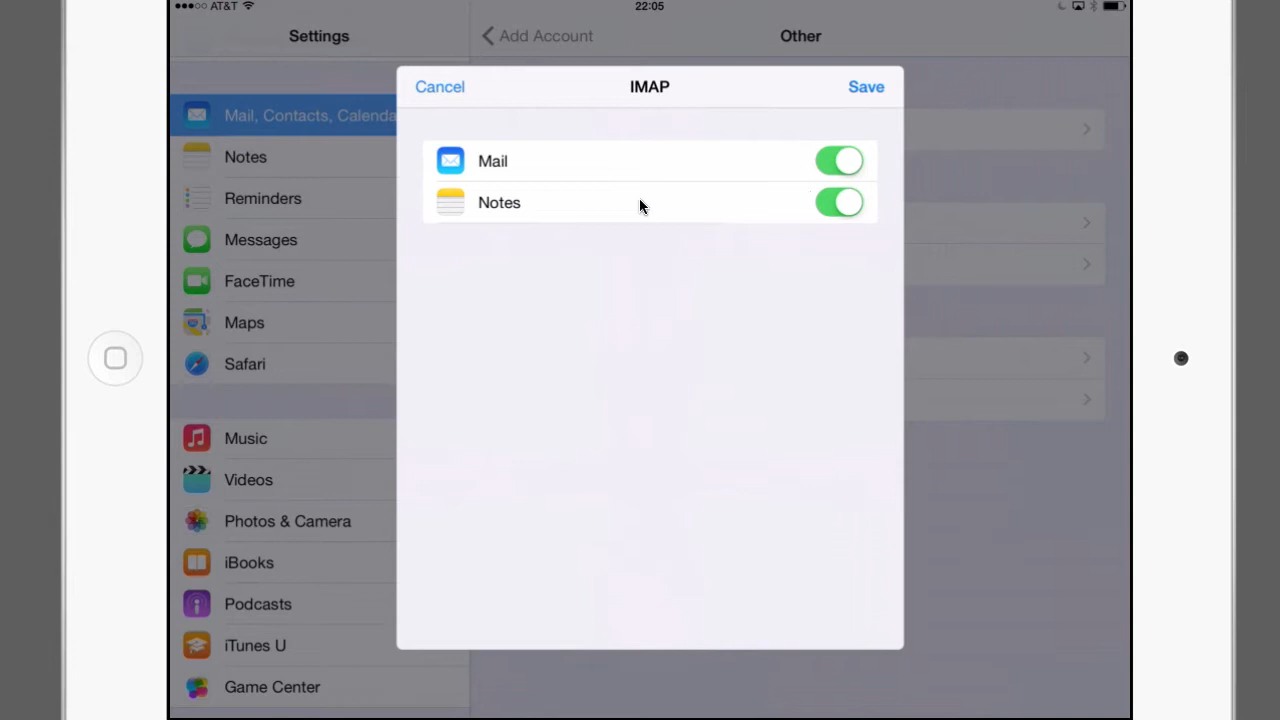 AT&T
22:05
Settings
Add Account
Other
Cancel
IMAP
Save
Mail, Contacts, Calenda
Notes
Reminders
Messages
FaceTime
Maps
Safari
Music
Videos
Photos & Camera
iBooks
Podcasts
iTunes U
Game Center
Mail
Notes